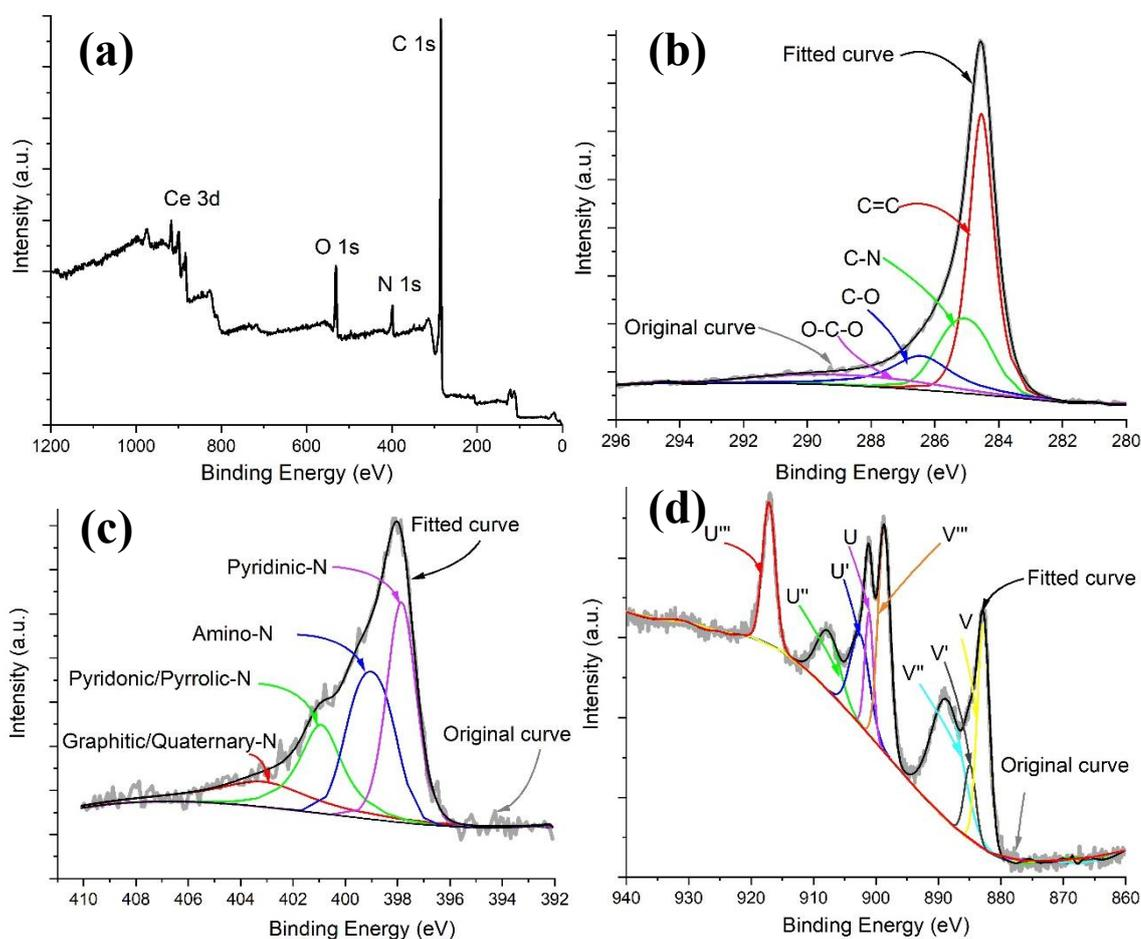 (a)
C 1s
Ce 3d
O 1s
N 1s
Intensity (a.u.)
1200 1000 800 600 400 200 0
Binding Energy (eV)
(b)
Fitted curve
C=C
C-N
C-O
Original curve
O-C-O
Intensity (a.u.)
296 294 292 290 288 286 284 282 280
Binding Energy (eV)
(c)
Fitted curve
Pyridinic-N
Amino-N
Pyridonic/Pyrrolic-N
Graphitic/Quaternary-N
Original curve
Intensity (a.u.)
410 408 406 404 402 400 398 396 394 392
Binding Energy (eV)
(d)
U'''
U
V'''
U'
U''
Fitted curve
V
V'
V''
Original curve
Intensity (a.u.)
940 930 920 910 900 890 880 870 860
Binding Energy (eV)